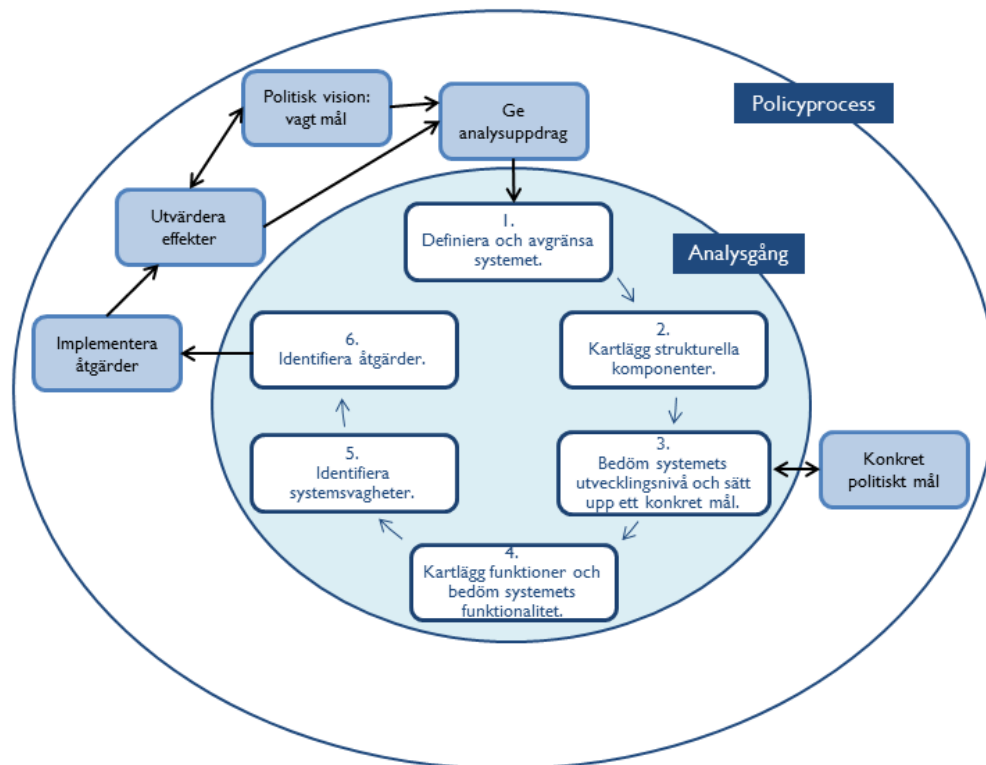 Politisk vision:
vagt mål
Ge
analysuppdrag
Policyprocess
Utvärdera
effekter
1.
Definiera och avgränsa
systemet.
Analysgång
Implementera
åtgärder
6.
Identifiera åtgärder.
2.
Kartlägg strukturella
komponenter.
5.
Identifiera
systemsvagheter.
3.
Bedöm systemets
utvecklingsnivå och sätt
upp ett konkret mål.
Konkret
politiskt mål
4.
Kartlägg funktioner och
bedöm systemets
funktionalitet.